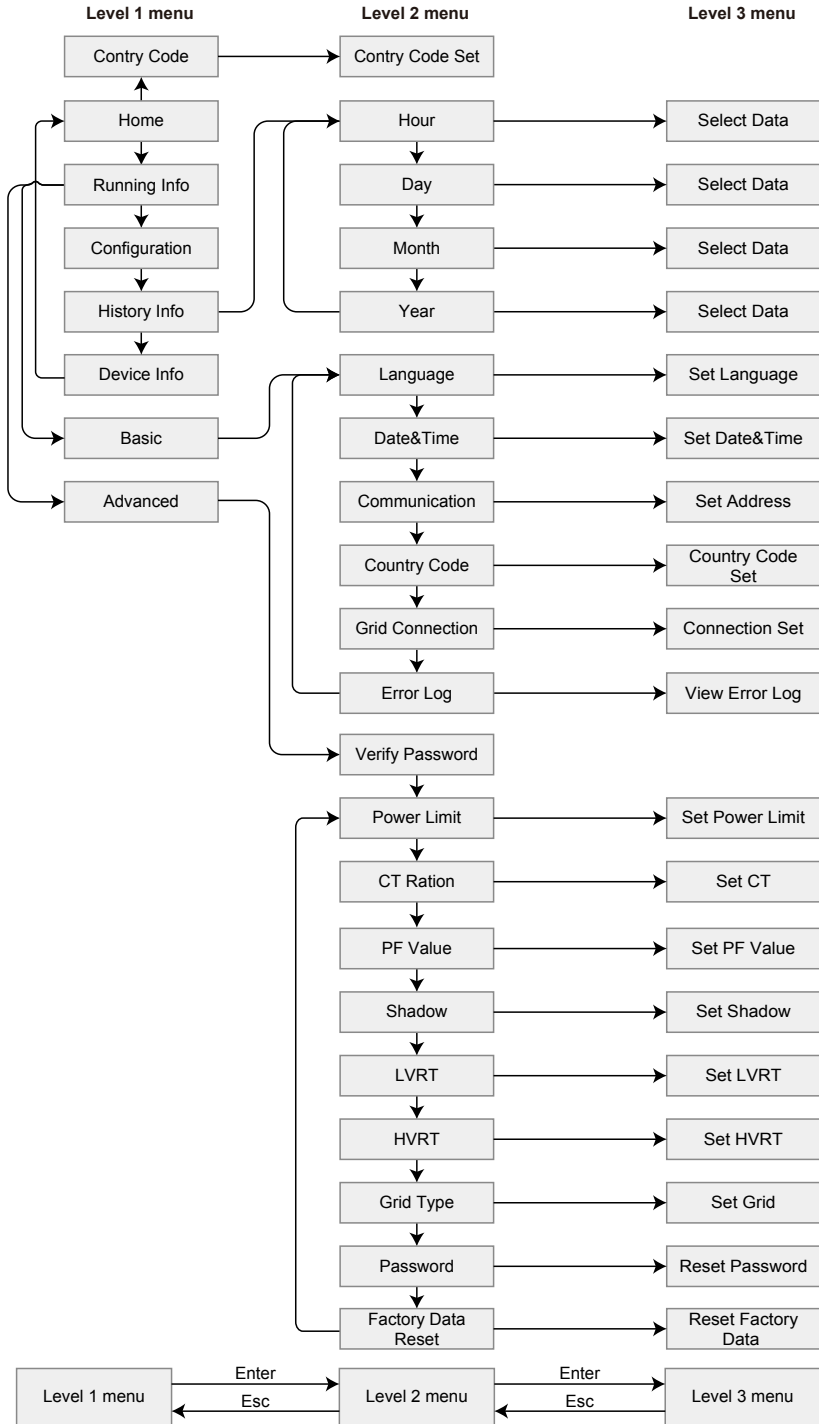 Level 1 menu
Level 2 menu
Level 3 menu
Contry Code
Contry Code Set
Home
Hour
Select Data
Running Info
Day
Select Data
Configuration
Month
Select Data
History Info
Year
Select Data
Device Info
Language
Set Language
Basic
Date&Time
Set Date&Time
Advanced
Communication
Set Address
Country Code
Country Code
Set
Grid Connection
Connection Set
Error Log
View Error Log
Verify Password
Power Limit
Set Power Limit
CT Ration
Set CT
PF Value
Set PF Value
Shadow
Set Shadow
LVRT
Set LVRT
HVRT
Set HVRT
Grid Type
Set Grid
Password
Reset Password
Factory Data
Reset
Reset Factory
Data
Level 1 menu
Enter
Esc
Level 2 menu
Enter
Esc
Level 3 menu